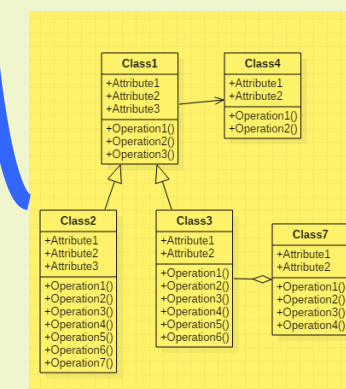 Class1
+Attribute1
+Attribute2
+Attribute3
+Operation1()
+Operation2()
+Operation3()
Class4
+Attribute1
+Attribute2
+Operation1()
+Operation2()
Class2
+Attribute1
+Attribute2
+Attribute3
+Operation1()
+Operation2()
+Operation3()
+Operation4()
+Operation5()
+Operation6()
+Operation7()
Class3
+Attribute1
+Attribute2
+Operation1()
+Operation2()
+Operation3()
+Operation4()
+Operation5()
+Operation6()
Class7
+Attribute1
+Attribute2
+Operation1()
+Operation2()
+Operation3()
+Operation4()